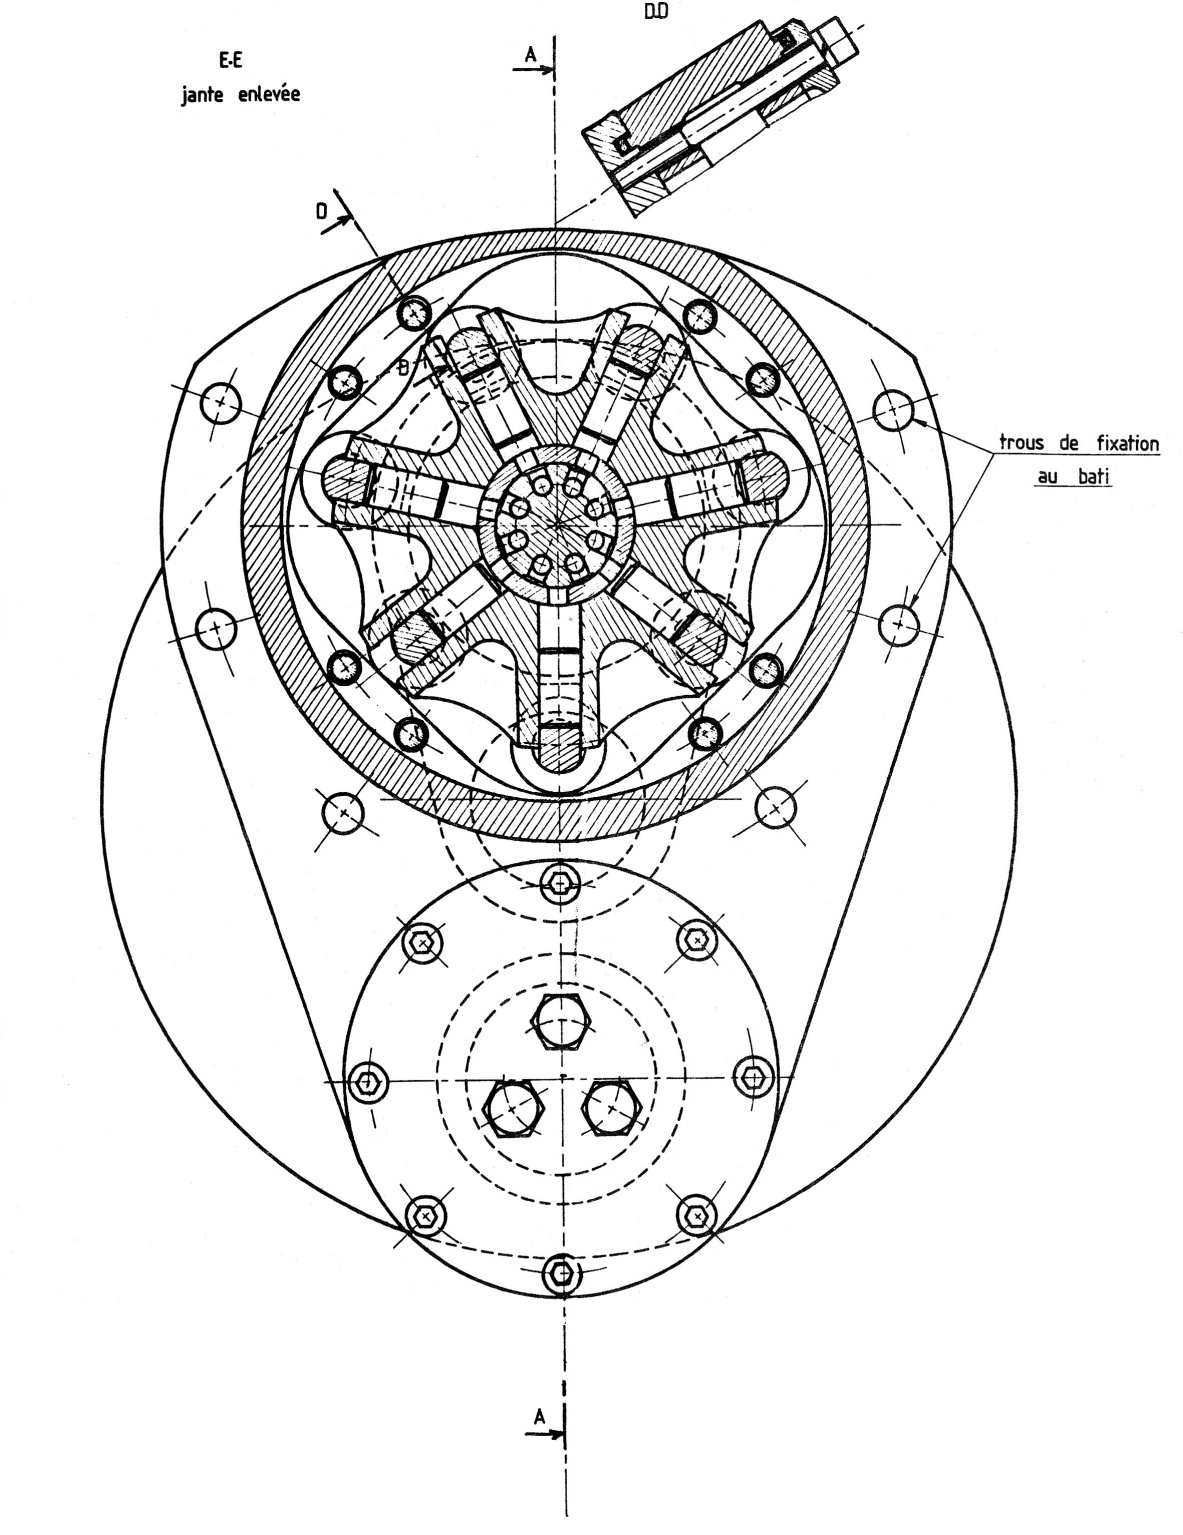 D.D
E-E
A
jante enlevée
D
D
trous de fixation
au bati
A